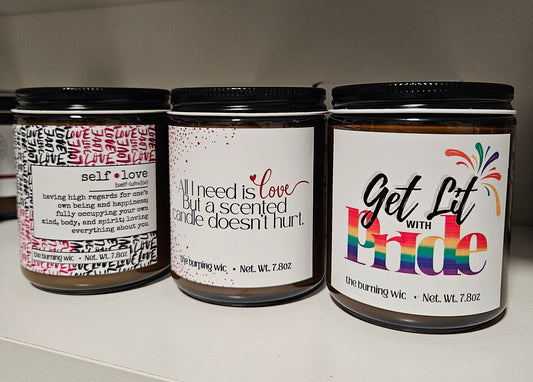 self • love
having high regards for one's
own being and happiness;
fully occupying your own
mind, body, and spirit; loving
everything about you
the burning wic • Net. Wt. 7.8oz
All I need is love
But a scented
candle doesn't hurt.
the burning wic • Net. Wt. 7.8oz
Get Lit
WITH
Pride
the burning wic • Net. Wt. 7.8oz